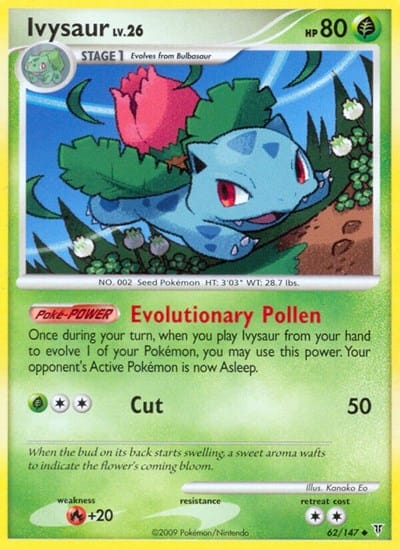 Ivysaur LV.26 HP 80
STAGE 1 Evolves from Bulbasaur
NO. 002 Seed Pokémon HT: 3'03" WT: 28.7 lbs.
Poké-POWER Evolutionary Pollen
Once during your turn, when you play Ivysaur from your hand
to evolve 1 of your Pokémon, you may use this power. Your
opponent's Active Pokémon is now Asleep.
Cut 50
When the bud on its back starts swelling, a sweet aroma wafts
to indicate the flower's coming bloom.
Illus. Kanako Eo
weakness resistance retreat cost
+20
©2009 Pokémon/Nintendo 62/147